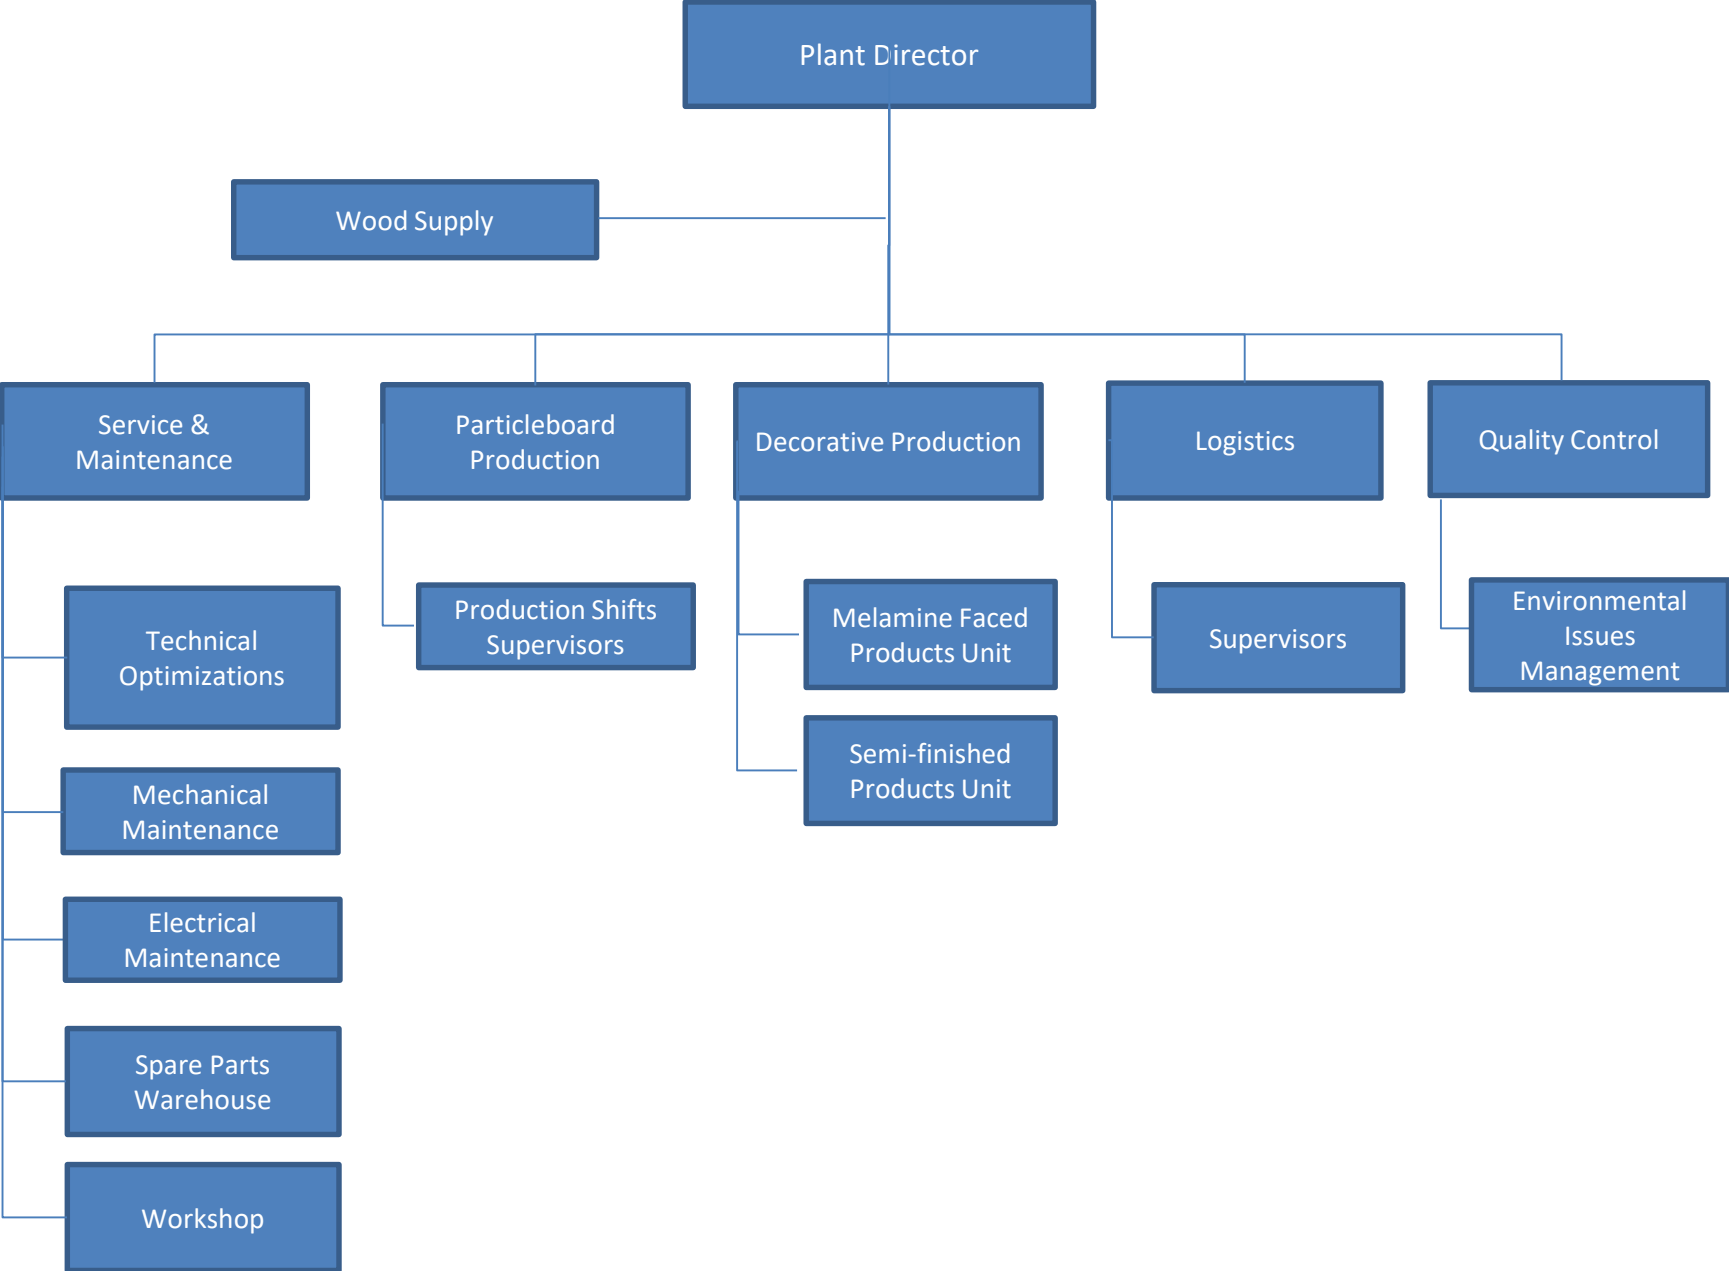 Plant Director
Wood Supply
Service &
Maintenance
Particleboard
Production
Decorative Production
Logistics
Quality Control
Technical
Optimizations
Production Shifts
Supervisors
Melamine Faced
Products Unit
Supervisors
Environmental
Issues
Management
Semi-finished
Products Unit
Mechanical
Maintenance
Electrical
Maintenance
Spare Parts
Warehouse
Workshop